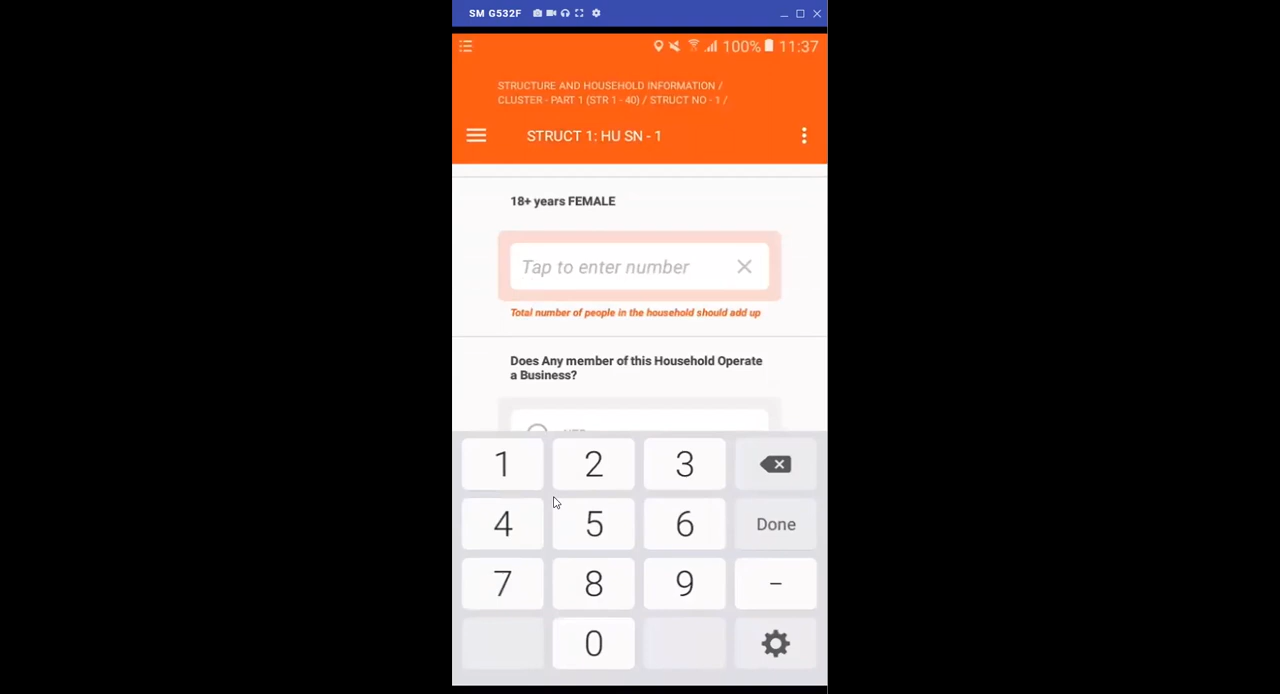 SM G532F
100% 11:37
STRUCTURE AND HOUSEHOLD INFORMATION /
CLUSTER - PART 1 (STR 1 - 40) / STRUCT NO - 1 /
STRUCT 1: HU SN - 1
18+ years FEMALE
Tap to enter number
Total number of people in the household should add up
Does Any member of this Household Operate
a Business?
1 2 3
4 5 6 Done
7 8 9 –
0